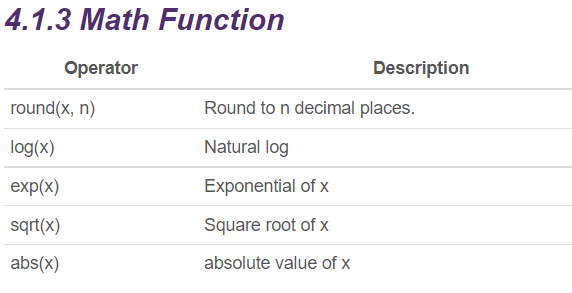 4.1.3 Math Function
Operator Description
round(x, n) Round to n decimal places.
log(x) Natural log
exp(x) Exponential of x
sqrt(x) Square root of x
abs(x) absolute value of x